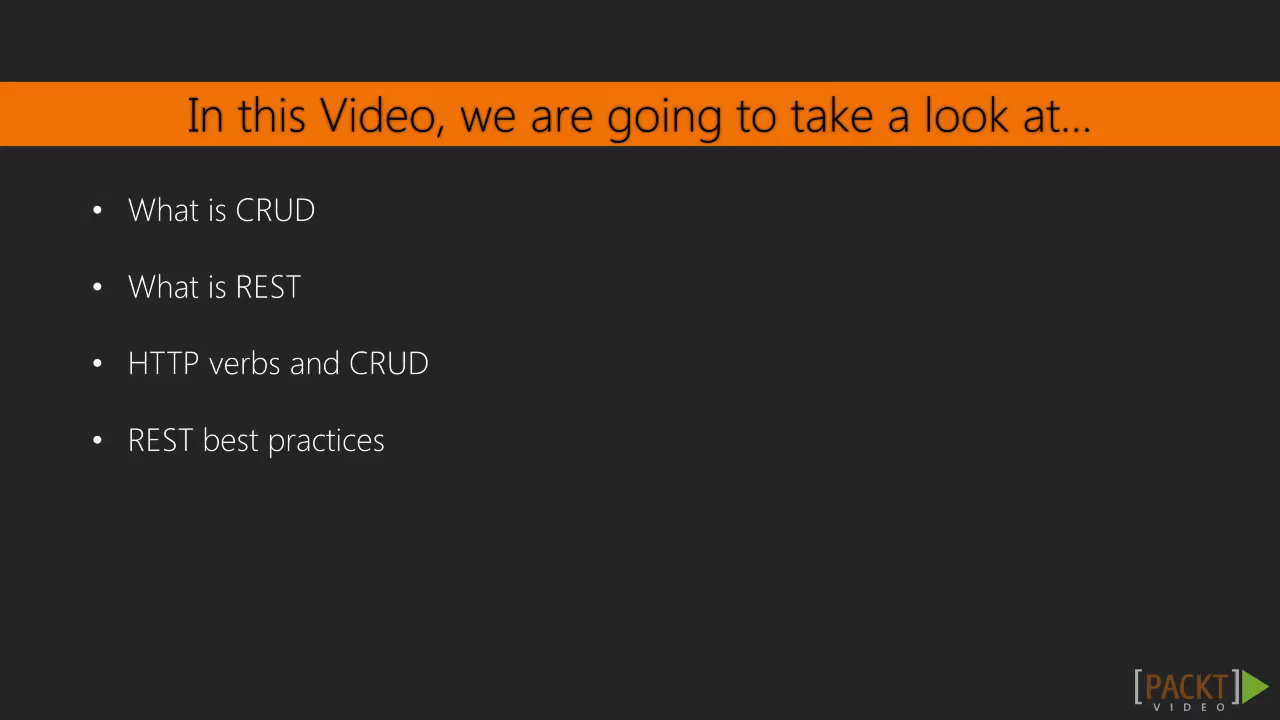 In this Video, we are going to take a look at...
• What is CRUD
• What is REST
• HTTP verbs and CRUD
• REST best practices
[PACKT]
VIDEO